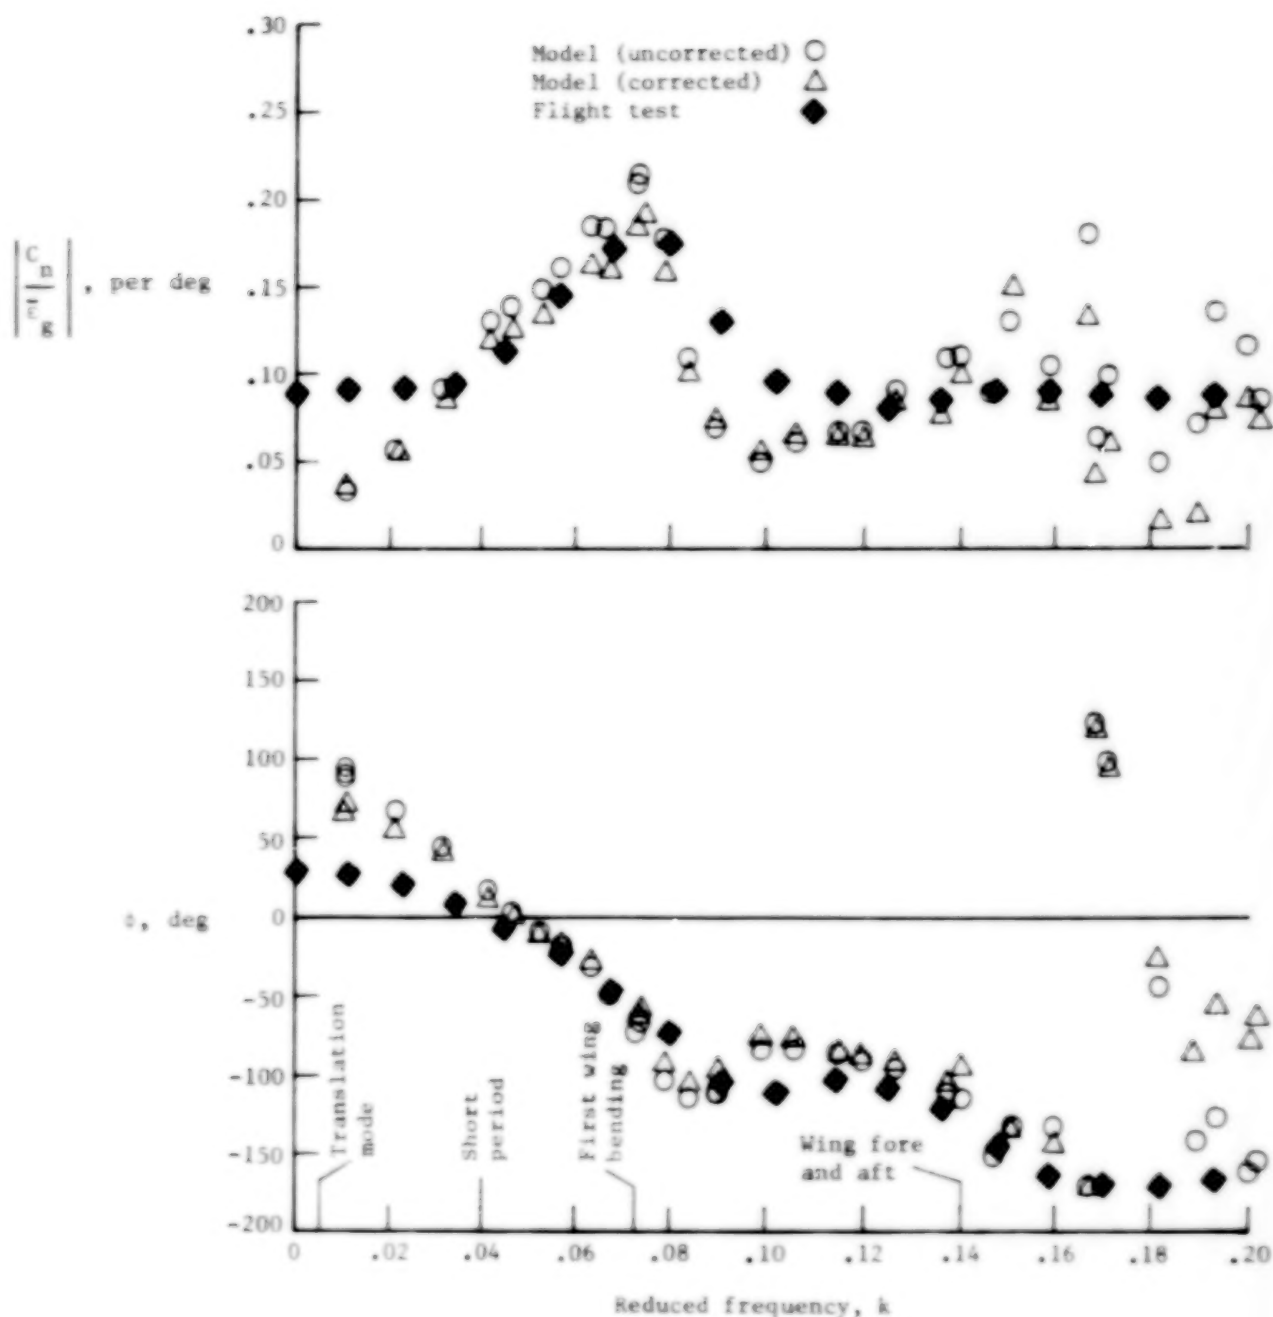 .30
.25
.20
.15
.10
.05
0
Model (uncorrected)
Model (corrected)
Flight test
, per deg
200
150
100
50
0
-50
-100
-150
-200
, deg
Translation
mode
Short
period
First wing
bending
Wing fore
and aft
0 .02 .04 .06 .08 .10 .12 .14 .16 .18 .20
Reduced frequency, k